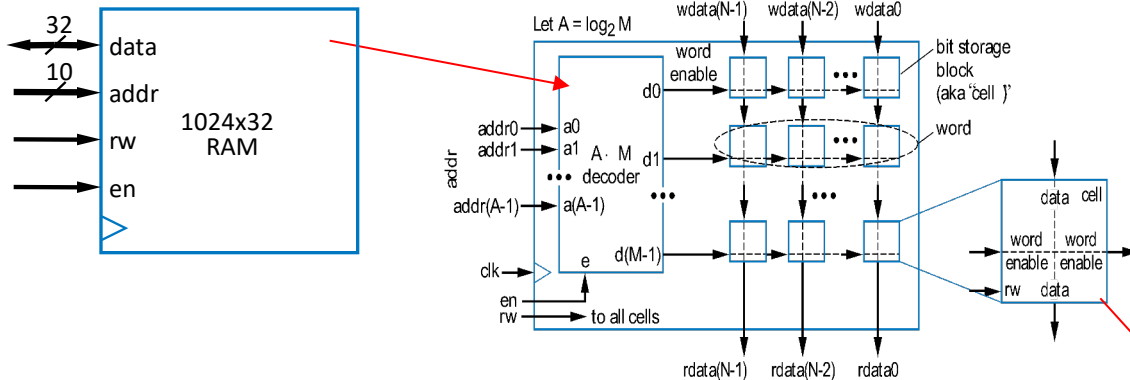 32
data
10
addr
rw
en
1024x32
RAM
Let A = log2 M
wdata(N-1) wdata(N-2) wdata0
word
enable
bit storage
block
(aka “cell”)
word
d0
addr0
a0
addr1
a1
addr
A · M
decoder
d1
addr(A-1)
a(A-1)
d(M-1)
clk
e
en
rw
to all cells
data cell
word word
enable enable
rw data
rdata(N-1) rdata(N-2) rdata0